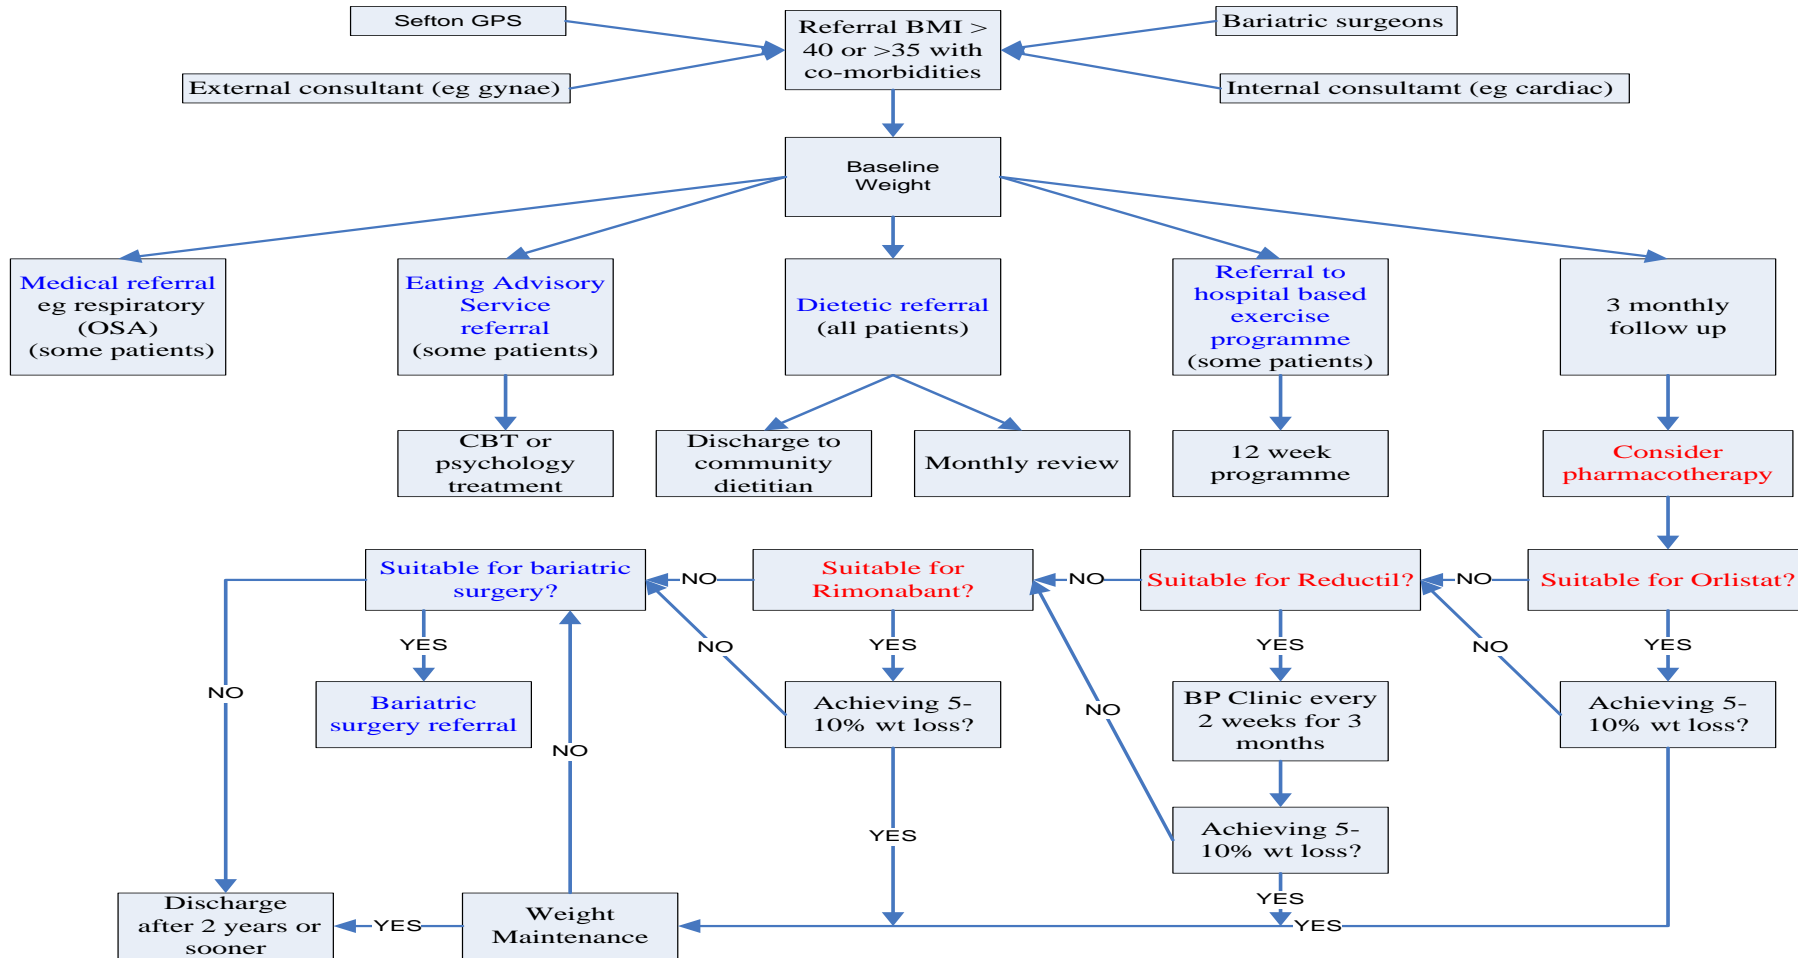 Sefton GPS
Referral BMI >
40 or >35 with
co-morbidities
Bariatric surgeons
External consultant (eg gynae)
Internal consultamt (eg cardiac)
Baseline
Weight
Medical referral
eg respiratory
(OSA)
(some patients)
Eating Advisory
Service
referral
(some patients)
Dietetic referral
(all patients)
Referral to
hospital based
exercise
programme
(some patients)
3 monthly
follow up
CBT or
psychology
treatment
Discharge to
community
dietitian
Monthly review
12 week
programme
Consider
pharmacotherapy
Suitable for bariatric
surgery?
NO
Suitable for
Rimonabant?
NO
Suitable for Reductil?
NO
Suitable for Orlistat?
YES
NO
YES
YES
NO
YES
NO
Bariatric
surgery referral
Achieving 5-
10% wt loss?
NO
BP Clinic every
2 weeks for 3
months
Achieving 5-
10% wt loss?
NO
YES
Achieving 5-
10% wt loss?
YES
Discharge
after 2 years or
sooner
YES
Weight
Maintenance
YES